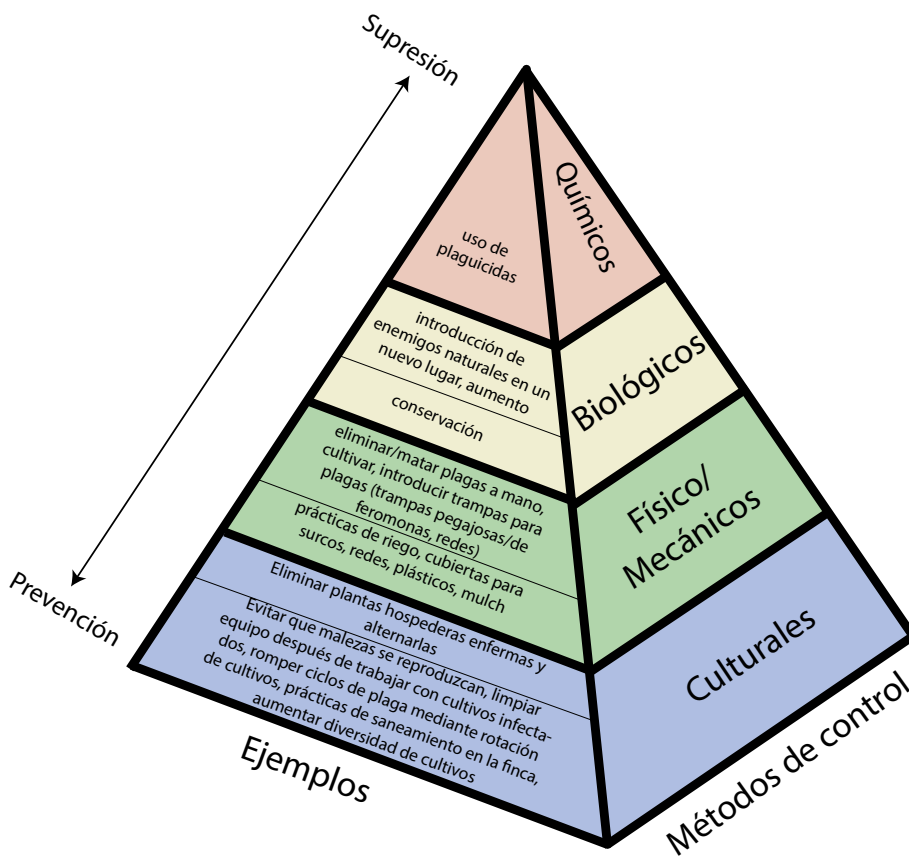 Supresión
Prevención
uso de
plaguicidas
Químicos
introducción de
enemigos naturales en un
nuevo lugar, aumento
conservación
Biológicos
eliminar/matar plagas a mano,
cultivar, introducir trampas para
plagas (trampas pegajosas/de
feromonas, redes)
prácticas de riego, cubiertas para
surcos, redes, plásticos, mulch
Físico/
Mecánicos
Eliminar plantas hospederas enfermas y
alternarlas
Evitar que malezas se reproduzcan, limpiar
equipo después de trabajar con cultivos infecta-
dos, romper ciclos de plaga mediante rotación
de cultivos, prácticas de saneamiento en la finca,
aumentar diversidad de cultivos
Culturales
Ejemplos
Métodos de control